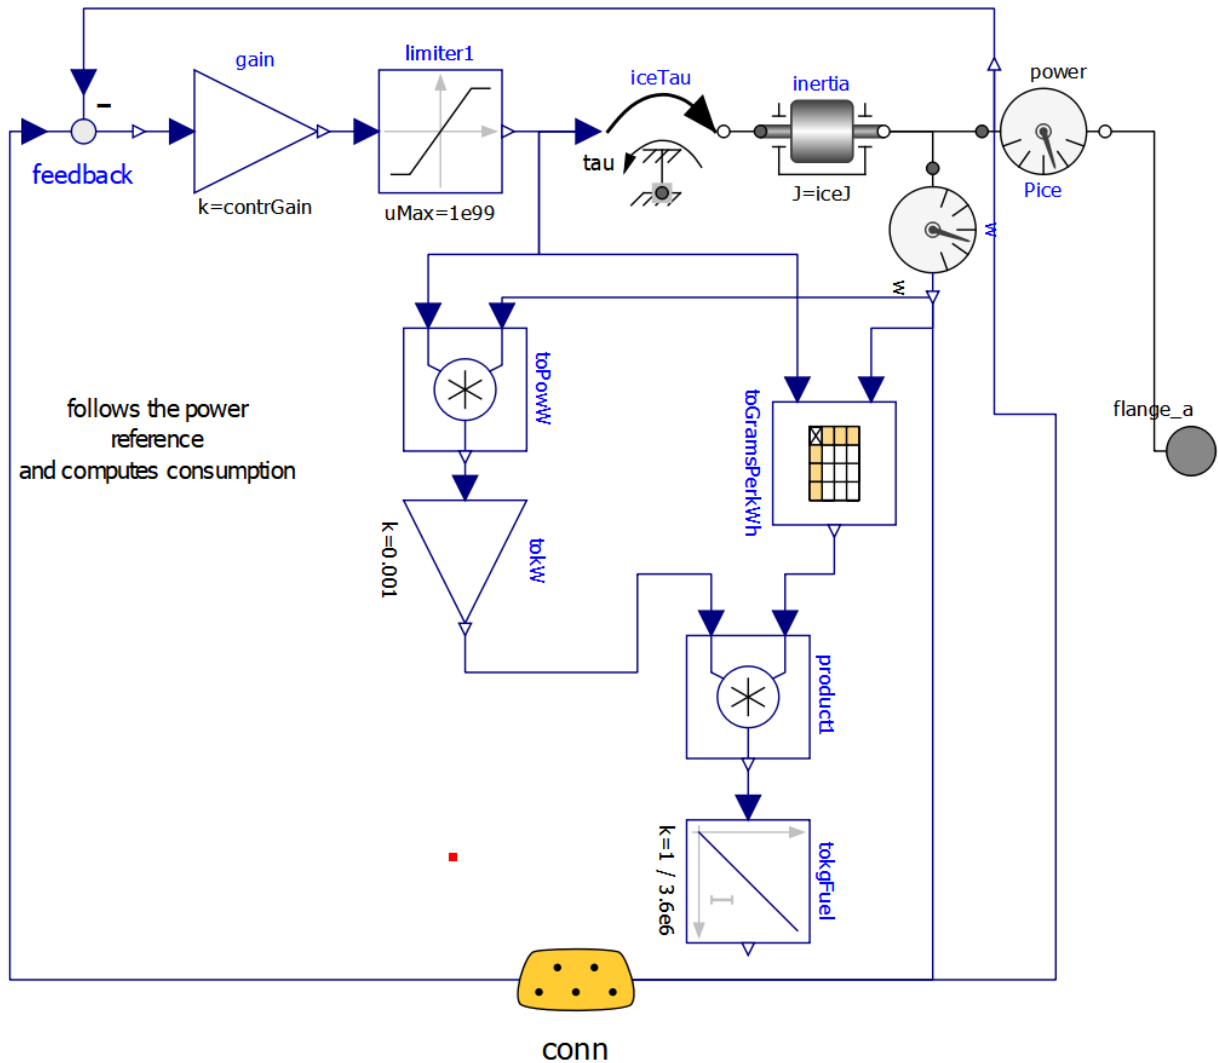 gain
limiter1
iceTau
inertia
power
feedback
k=contrGain
uMax=1e99
tau
J=iceJ
Pice
w
w
follows the power
reference
and computes consumption
toPowW
toGramsPerkWh
flange_a
k=0.001
tokW
product1
k=1 / 3.6e6
I
tokgFuel
conn